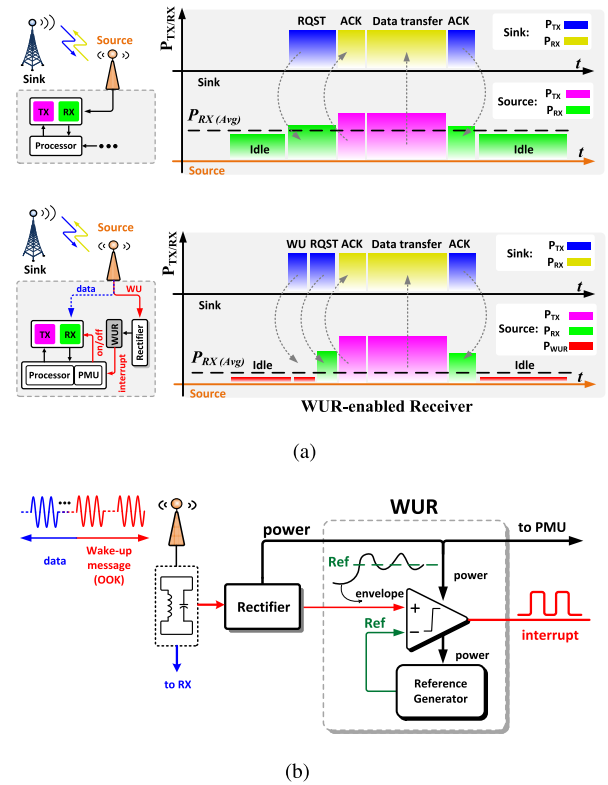 RQST ACK Data transfer ACK
P_TX/RX
Sink: P_TX
P_RX
Source
Sink
Sink
t
TX RX
Processor
P_RX (Avg)
Source: P_TX
P_RX
Idle
Idle
Source
t
WU RQST ACK Data transfer ACK
P_TX/RX
Sink: P_TX
P_RX
Source
Sink
Sink
t
data
WU
TX RX
on/off
WUR
Rectifier
interrupt
Processor PMU
P_RX (Avg)
Source: P_TX
P_RX
P_WUR
Idle
Idle
Source
t
WUR-enabled Receiver
(a)
WUR
data
Wake-up
message
(OOK)
power
to PMU
Ref
envelope
power
Rectifier
+
−
Ref
interrupt
power
to RX
Reference
Generator
(b)